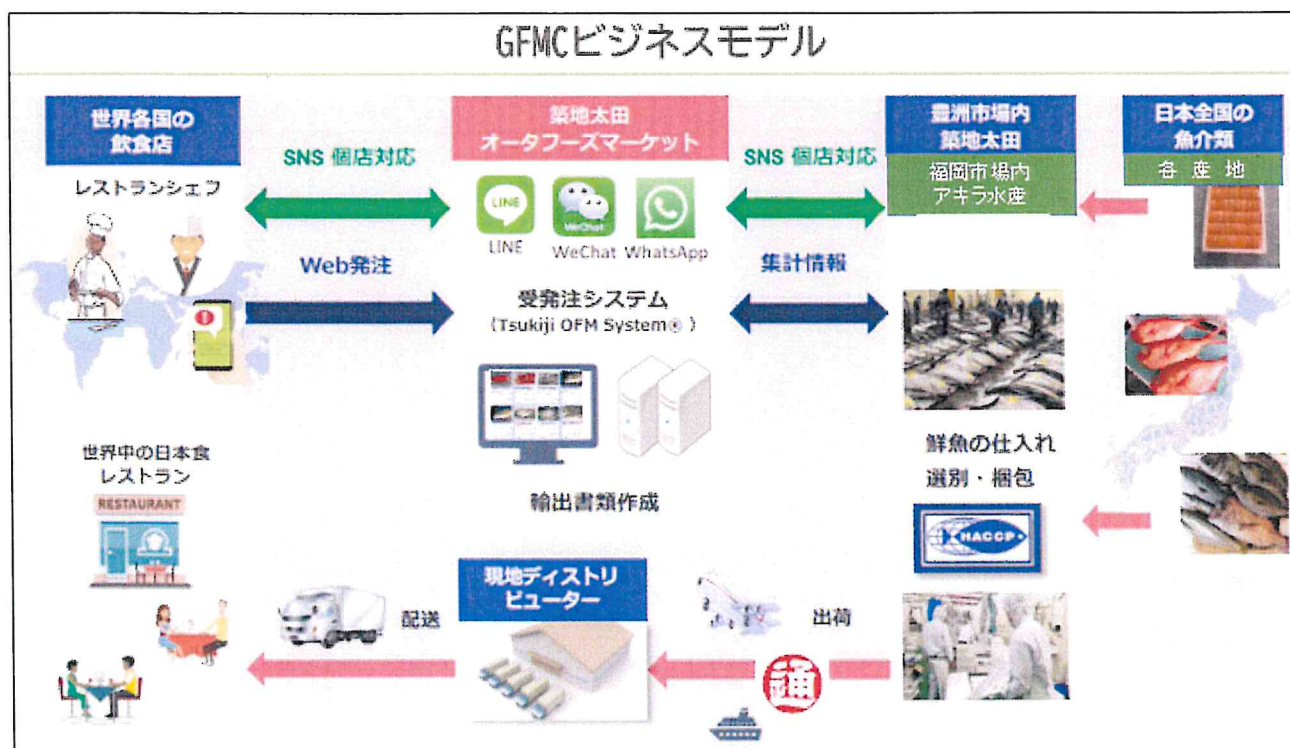 GFMCビジネスモデル
世界各国の
飲食店
レストランシェフ
SNS 個店対応
Web発注
築地太田
オータフーズマーケット
LINE
WeChat
LINE
WeChat
WhatsApp
受発注システム
(Tsukiji OFM System® )
輸出書類作成
SNS 個店対応
集計情報
豊洲市場内
築地太田
福岡市場内
アキラ水産
日本全国の
魚介類
各 産 地
鮮魚の仕入れ
選別・梱包
HACCP
世界中の日本食
レストラン
RESTAURANT
配送
現地ディストリ
ビューター
出荷
通